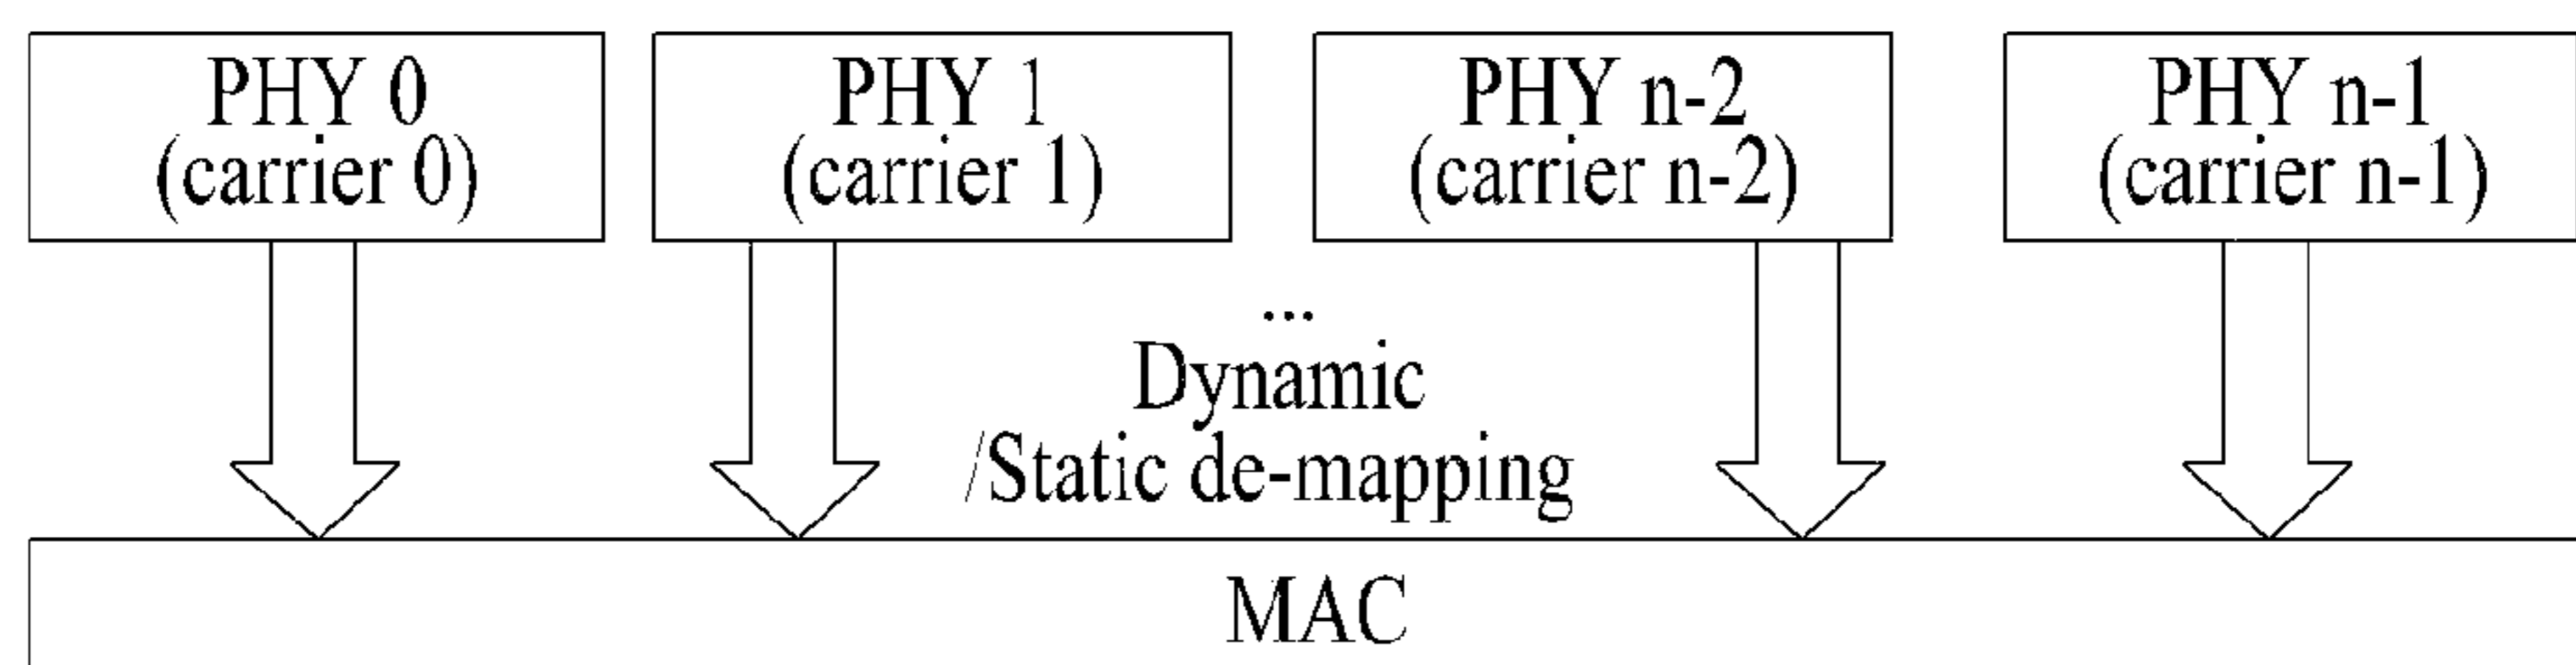 PHY 0
(carrier 0)
PHY 1
(carrier 1)
PHY n-2
(carrier n-2)
PHY n-1
(carrier n-1)
...
Dynamic
/Static de-mapping
MAC